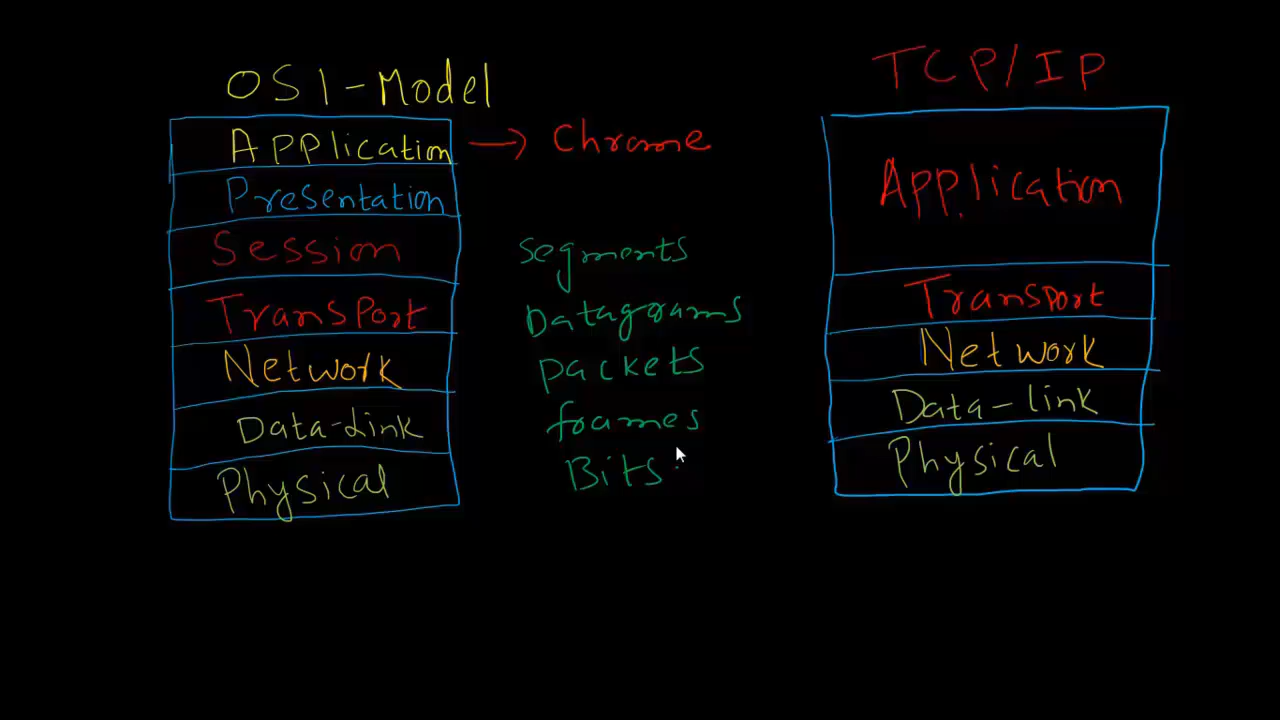 OSI-Model
Application → Chrome
Presentation
Session
Transport
Network
Data-Link
Physical
segments
Datagrams
packets
frames
Bits
TCP/IP
Application
Transport
Network
Data-link
Physical